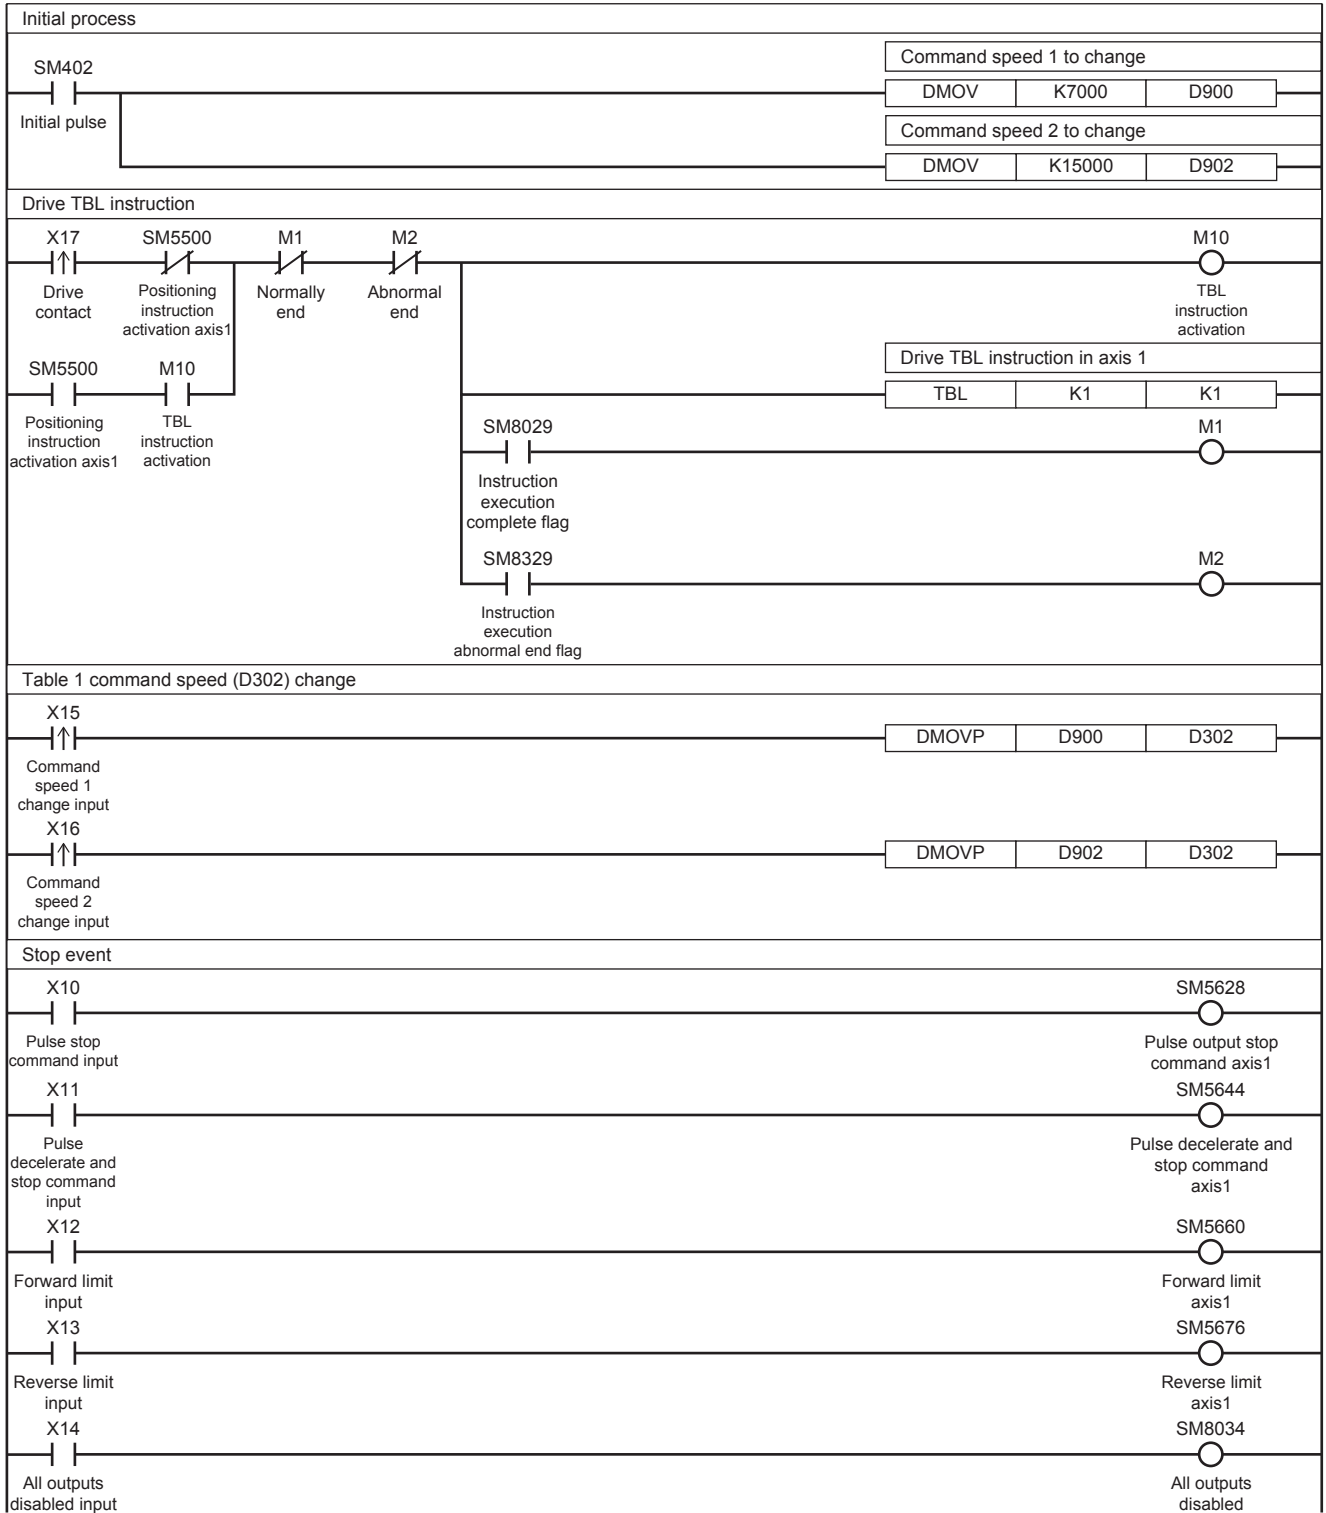 Initial process
SM402
Initial pulse
Command speed 1 to change
DMOV K7000 D900
Command speed 2 to change
DMOV K15000 D902
Drive TBL instruction
X17 SM5500 M1 M2 M10
Drive
contact
Positioning
instruction
activation axis1
Normally
end
Abnormal
end
TBL
instruction
activation
SM5500 M10
Positioning
instruction
activation axis1
TBL
instruction
activation
Drive TBL instruction in axis 1
TBL K1 K1
SM8029 M1
Instruction
execution
complete flag
SM8329 M2
Instruction
execution
abnormal end flag
Table 1 command speed (D302) change
X15
DMOVP D900 D302
Command
speed 1
change input
X16
DMOVP D902 D302
Command
speed 2
change input
Stop event
X10 SM5628
Pulse stop
command input
Pulse output stop
command axis1
X11 SM5644
Pulse
decelerate and
stop command
input
Pulse decelerate and
stop command
axis1
X12 SM5660
Forward limit
input
Forward limit
axis1
X13 SM5676
Reverse limit
input
Reverse limit
axis1
X14 SM8034
All outputs
disabled input
All outputs
disabled